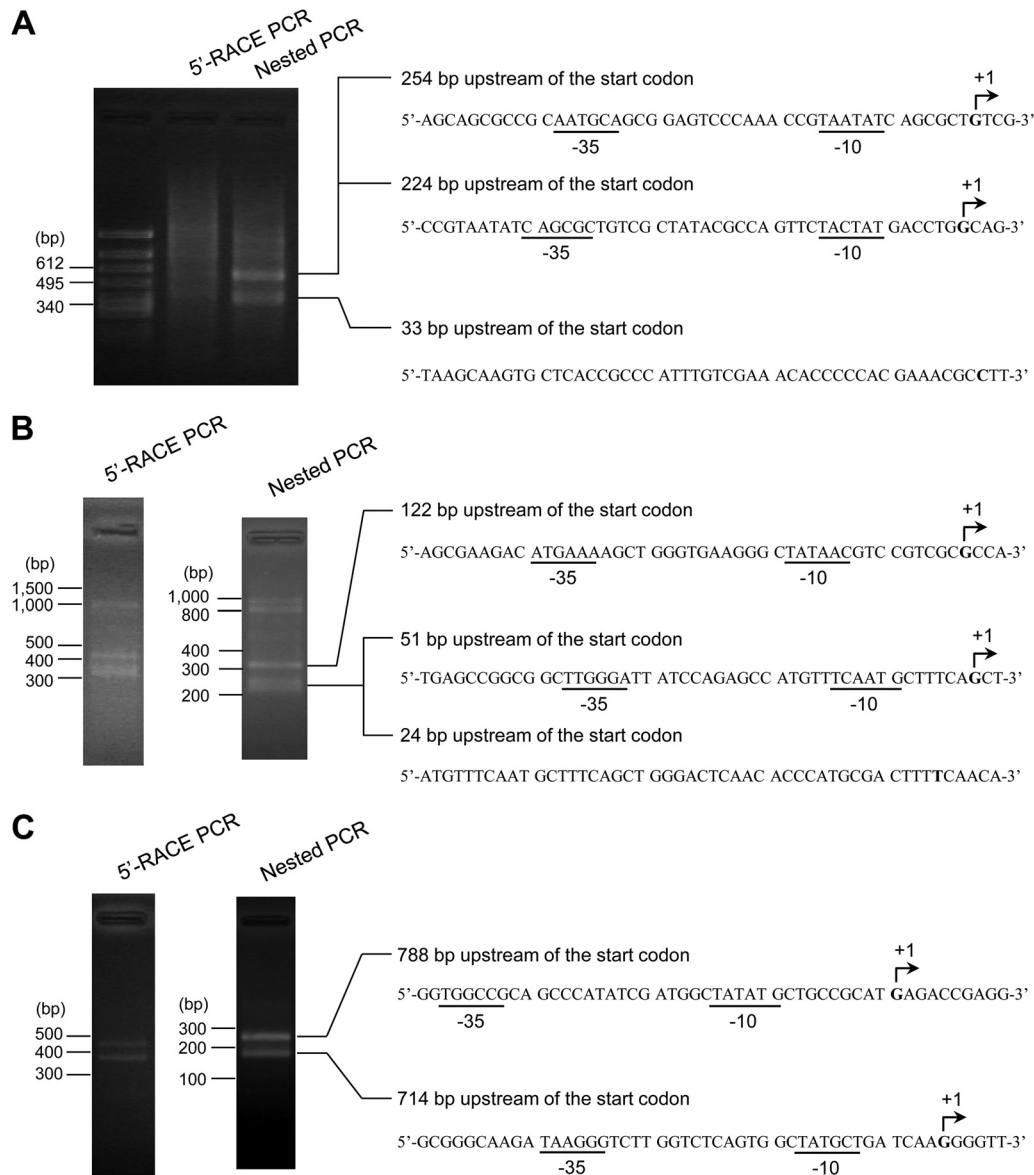 A
5'-RACE PCR
Nested PCR
(bp)
612
495
340
254 bp upstream of the start codon
+1
5'-AGCAGCGCCGC CAATGCAGCG GAGTCCCAAA CCGTAATATC AGCGCTGTCG-3'
-35
-10
224 bp upstream of the start codon
+1
5'-CCGTAATATC AGCGCTGTCG CTATACGCCA GTTCTACTAT GACCTGGCAG-3'
-35
-10
33 bp upstream of the start codon
5'-TAAGCAAGTG CTCACCGCCC ATTTGTCGAA ACACCCCCAC GAAACGCCTT-3'
B
5'-RACE PCR
Nested PCR
(bp)
1,500
1,000
500
400
300
(bp)
1,000
800
400
300
200
122 bp upstream of the start codon
+1
5'-AGCGAAGAC ATGAAAAGCT GGGTGAAGGG CTATAACGTC CGTCGCGCCA-3'
-35
-10
51 bp upstream of the start codon
+1
5'-TGAGCCGGCG GCTTGGGATT ATCCAGAGCC ATGTTTCAAT GCTTTCAGCT-3'
-35
-10
24 bp upstream of the start codon
5'-ATGTTTCAAT GCTTTCAGCT GGGACTCAAC ACCCATGCGA CTTTTCAACA-3'
C
5'-RACE PCR
Nested PCR
(bp)
500
400
300
300
200
100
788 bp upstream of the start codon
+1
5'-GGTGGCCGCA GCCCATATCG ATGGCTATATG CTGCCGCAT GAGACCGAGG-3'
-35
-10
714 bp upstream of the start codon
+1
5'-GCGGGCAAGA TAAGGGTCTT GGTCTCAGTGG CTATGCTGA TCAAGGGGTT-3'
-35
-10